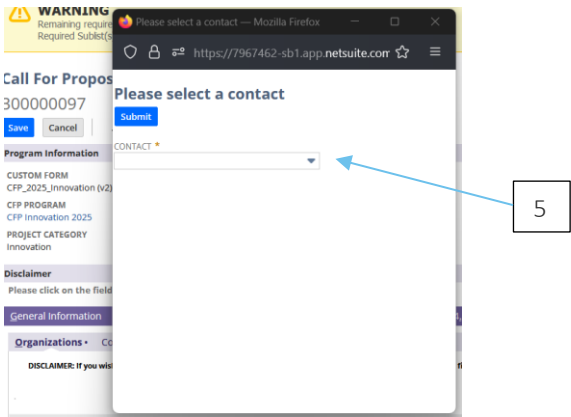 WARNING
Remaining require
Required Sublist(s
Please select a contact — Mozilla Firefox
https://7967462-sb1.app.netsuite.com
Call For Propos
300000097
Save Cancel
Please select a contact
Submit
CONTACT *
Program Information
CUSTOM FORM
CFP_2025_Innovation (v2)
CFP PROGRAM
CFP Innovation 2025
PROJECT CATEGORY
Innovation
5
Disclaimer
Please click on the field
General Information
Organizations • Co
DISCLAIMER: If you wis